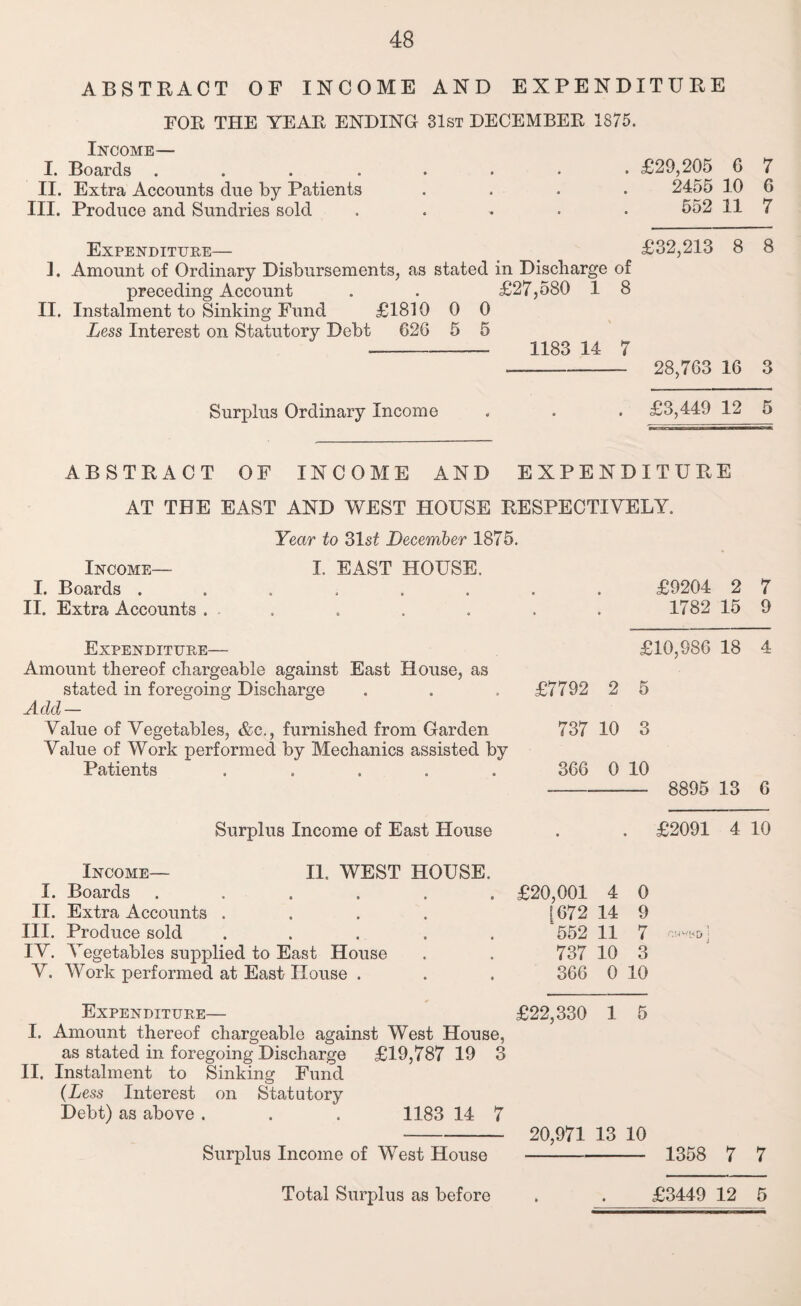 48
ABSTRACT OF INCOME AND EXPENDITURE
FOR THE YEAR ENDING 31ST DECEMBER 1875.
Income—
I. Boards . . . . . . . . £29,205 6 7
II. Extra Accounts due by Patients . . . . 2455 10 6
III. Produce and Sundries sold . . . . . 552 11 7
Expenditure— £32,213 8 8
I. Amount of Ordinary Disbursements, as stated in Discharge of
preceding Account . . £27,580 1 8
II. Instalment to Sinking Fund £1810 0 0
Less Interest on Statutory Debt 626 5 5
1183 14 7
28,763 16 3
Surplus Ordinary Income . . . £3,449 12 5
ABSTRACT OF INCOME AND EXPENDITURE
AT THE EAST AND WEST HOUSE RESPECTIVELY.
Year to 31st December 1875.
Income— I. EAST HOUSE.
I. Boards . . . . . . . . £9204 2 7
II. Extra Accounts . . . . . . . 1782 15 9
Expenditure— £10,986 18 4
Amount thereof chargeable against East House, as
stated in foregoing Discharge . . . £7792 2 5
Add—
Value of Vegetables, &c., furnished from Garden 737 10 3
Value of Work performed by Mechanics assisted by
Patients . . . . . 366 0 10
8895 13 6
Surplus Income of East House . . £2091 4 10
Income— II. WEST HOUSE.
I. Boards . . . . . . £20,001 4 0
II. Extra Accounts . . . . [672 14 9
III. Produce sold . . . . . 552 11 7
IV. Vegetables supplied to East House . . 737 10 3
V. Work performed at East House . . . 366 0 10
Expenditure— £22,330 1 5
I. Amount thereof chargeable against West House,
as stated in foregoing Discharge £19,787 19 3
II. Instalment to Sinking Fund
(Less Interest on Statutory
Debt) as above . . . 1183 14 7
20,971 13 10
Surplus Income of West House 1358 7 7
Total Surplus as before . . £3449 12 5